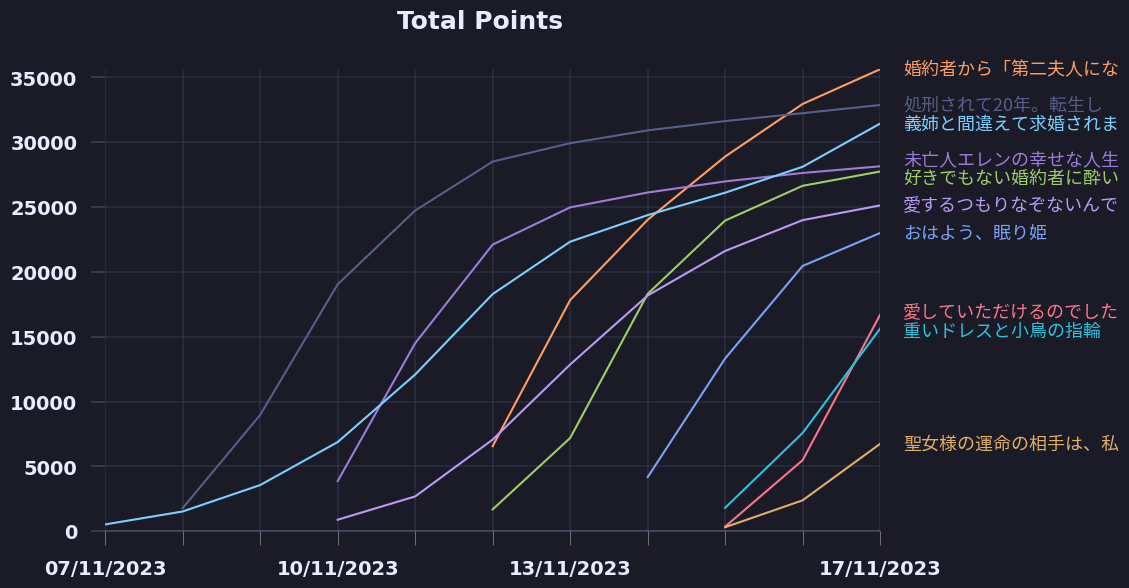 Total Points
35000
30000
25000
20000
15000
10000
5000
0
07/11/2023
10/11/2023
13/11/2023
17/11/2023
婚約者から「第二夫人にな
処刑されて20年。転生し
義姉と間違えて求婚されま
未亡人エレンの幸せな人生
好きでもない婚約者に酔い
愛するつもりなぞないんで
おはよう、眠り姫
愛していただけるのでした
重いドレスと小鳥の指輪
聖女様の運命の相手は、私